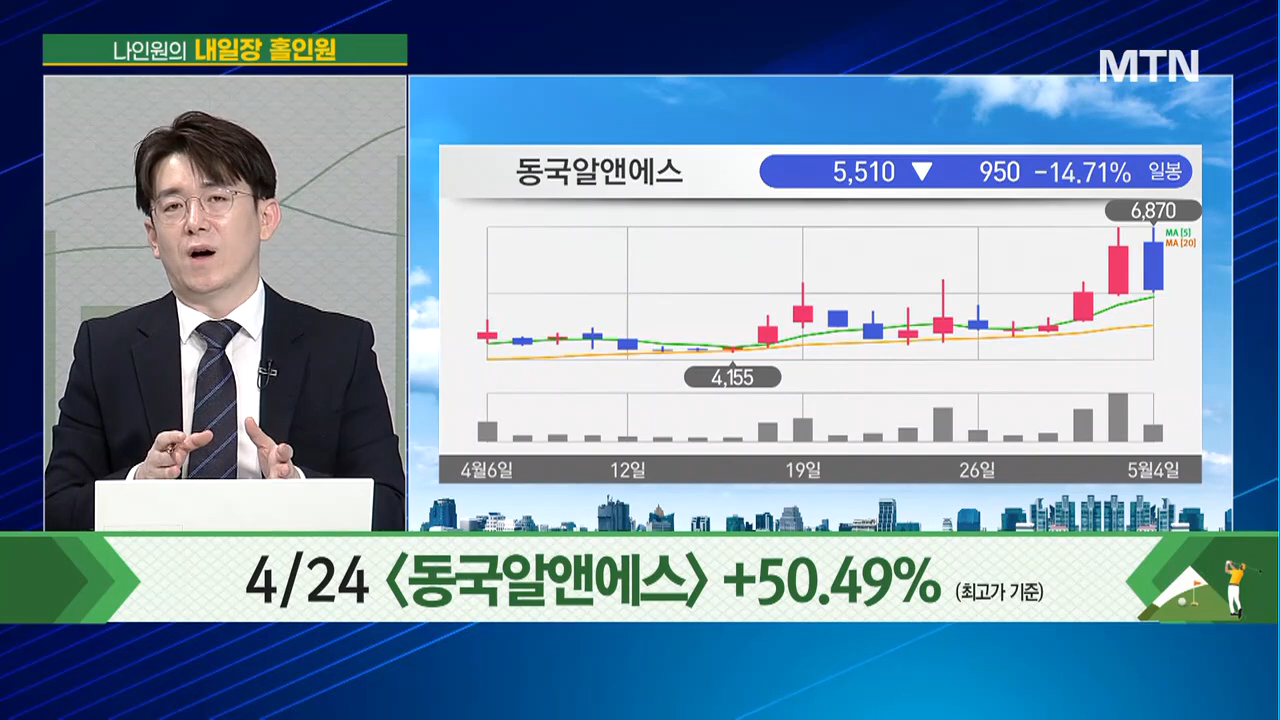 나인원의 내일장 홀인원
MTN
동국알앤에스 5,510 ▼ 950 -14.71% 일봉
6,870
MA [5]
MA [20]
4,155
4월6일 12일 19일 26일 5월4일
4/24 <동국알앤에스> +50.49% (최고가 기준)